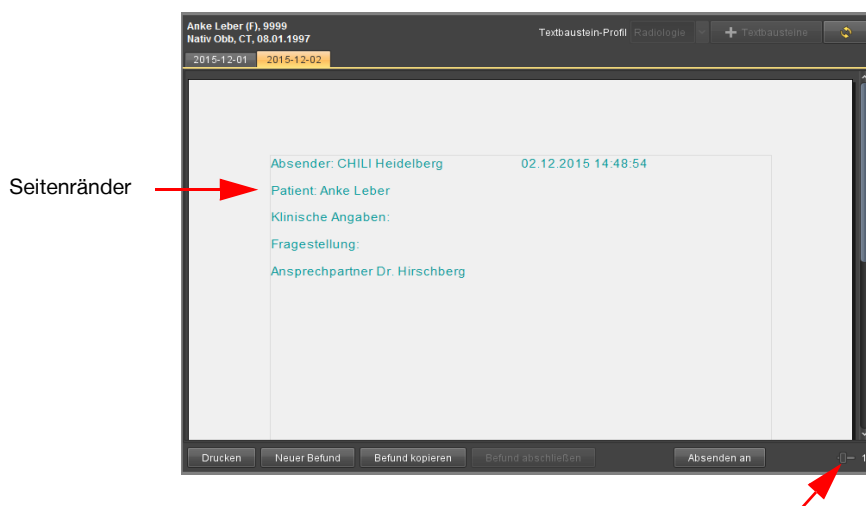 Anke Leber (F), 9999
Nativ Obb, CT, 08.01.1997
Textbaustein-Profil Radiologie Textbausteine
2015-12-01 2015-12-02
Absender: CHILI Heidelberg 02.12.2015 14:48:54
Seitenränder
Patient: Anke Leber
Klinische Angaben:
Fragestellung:
Ansprechpartner Dr. Hirschberg
Drucken Neuer Befund Befund kopieren Befund abschließen Absenden an 1